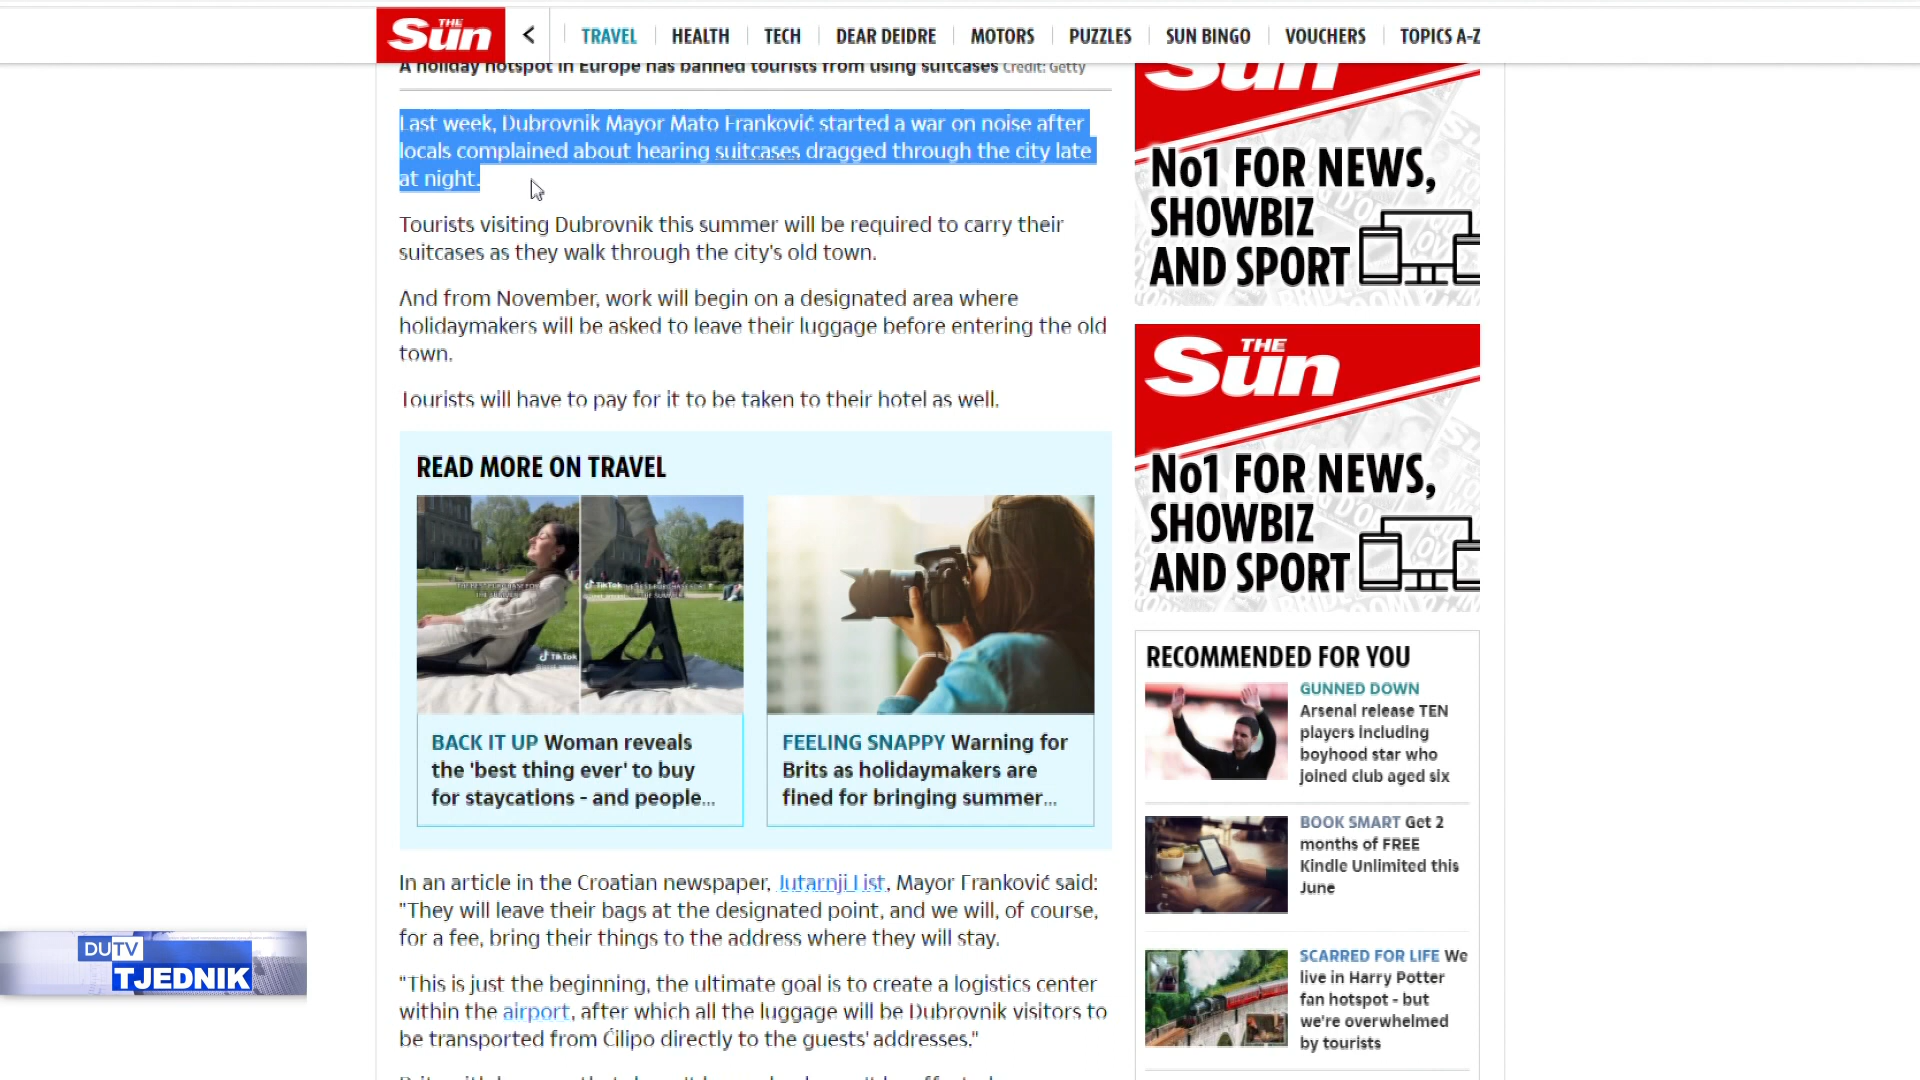 THE Sun
TRAVEL HEALTH TECH DEAR DEIDRE MOTORS PUZZLES SUN BINGO VOUCHERS TOPICS A-Z
A holiday hotspot in Europe has banned tourists from using suitcases Credit: Getty
Last week, Dubrovnik Mayor Mato Franković started a war on noise after
locals complained about hearing suitcases dragged through the city late
at night.
Tourists visiting Dubrovnik this summer will be required to carry their
suitcases as they walk through the city's old town.
And from November, work will begin on a designated area where
holidaymakers will be asked to leave their luggage before entering the old
town.
Tourists will have to pay for it to be taken to their hotel as well.
READ MORE ON TRAVEL
TikTok
TikTok
BACK IT UP Woman reveals
the 'best thing ever' to buy
for staycations - and people...
FEELING SNAPPY Warning for
Brits as holidaymakers are
fined for bringing summer...
In an article in the Croatian newspaper, Jutarnji List, Mayor Franković said:
"They will leave their bags at the designated point, and we will, of course,
for a fee, bring their things to the address where they will stay.
"This is just the beginning, the ultimate goal is to create a logistics center
within the airport, after which all the luggage will be Dubrovnik visitors to
be transported from Ćilipo directly to the guests' addresses."
Sun
No1 FOR NEWS,
SHOWBIZ
AND SPORT
THE Sun
No1 FOR NEWS,
SHOWBIZ
AND SPORT
RECOMMENDED FOR YOU
GUNNED DOWN
Arsenal release TEN
players including
boyhood star who
joined club aged six
BOOK SMART Get 2
months of FREE
Kindle Unlimited this
June
SCARRED FOR LIFE We
live in Harry Potter
fan hotspot - but
we're overwhelmed
by tourists
DUTV
TJEDNIK